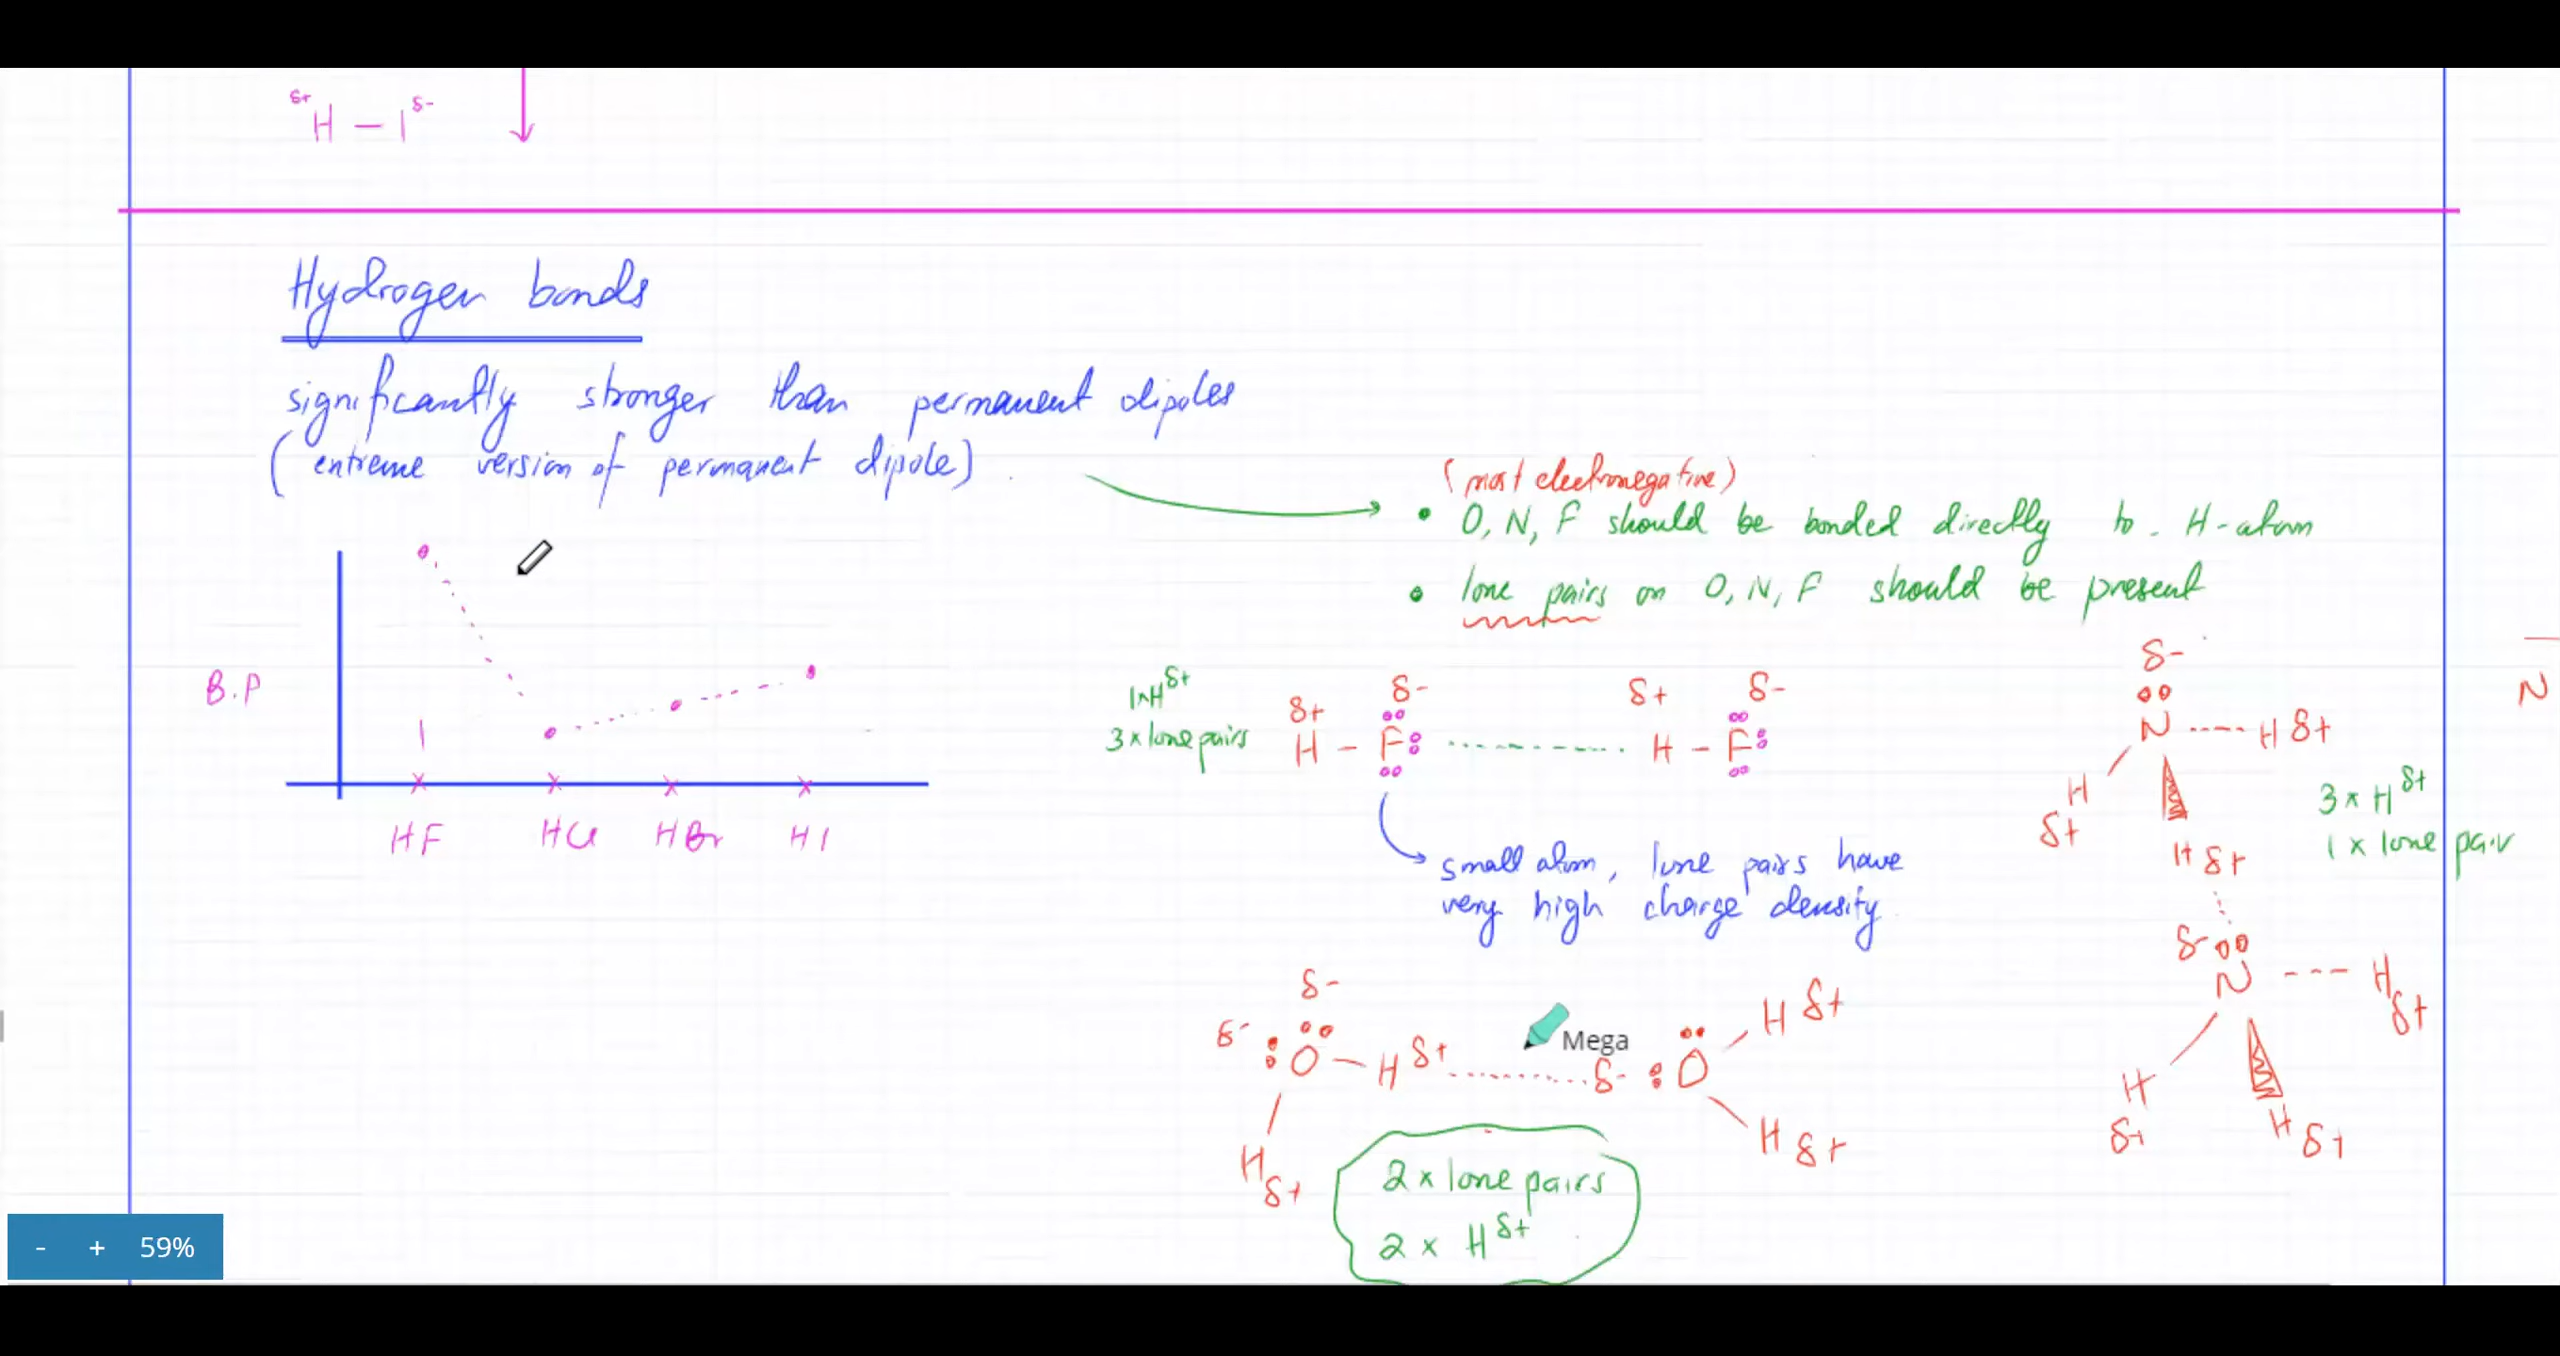 δ+ H – I δ-
Hydrogen bonds
significantly stronger than permanent dipoles
(entreme version of permanent dipole)
(most electronegative)
• O, N, F should be bonded directly to H-atom
• lone pairs on O, N, F should be present
B.P
HF HCl HBr HI
3 x lone pairs
δ+ δ- δ+ δ-
H – F H – F
small atom, lone pairs have
very high charge density
δ-
N H δ+
H
δ+
H δ+
3 x H δ+
1 x lone pair
δ-
N H
δ+
H
δ+
H δ+
N
δ-
δ- O – H δ+ δ- O H δ+
H
δ+
H δ+
Mega
2 x lone pairs
2 x H δ+
- + 59%